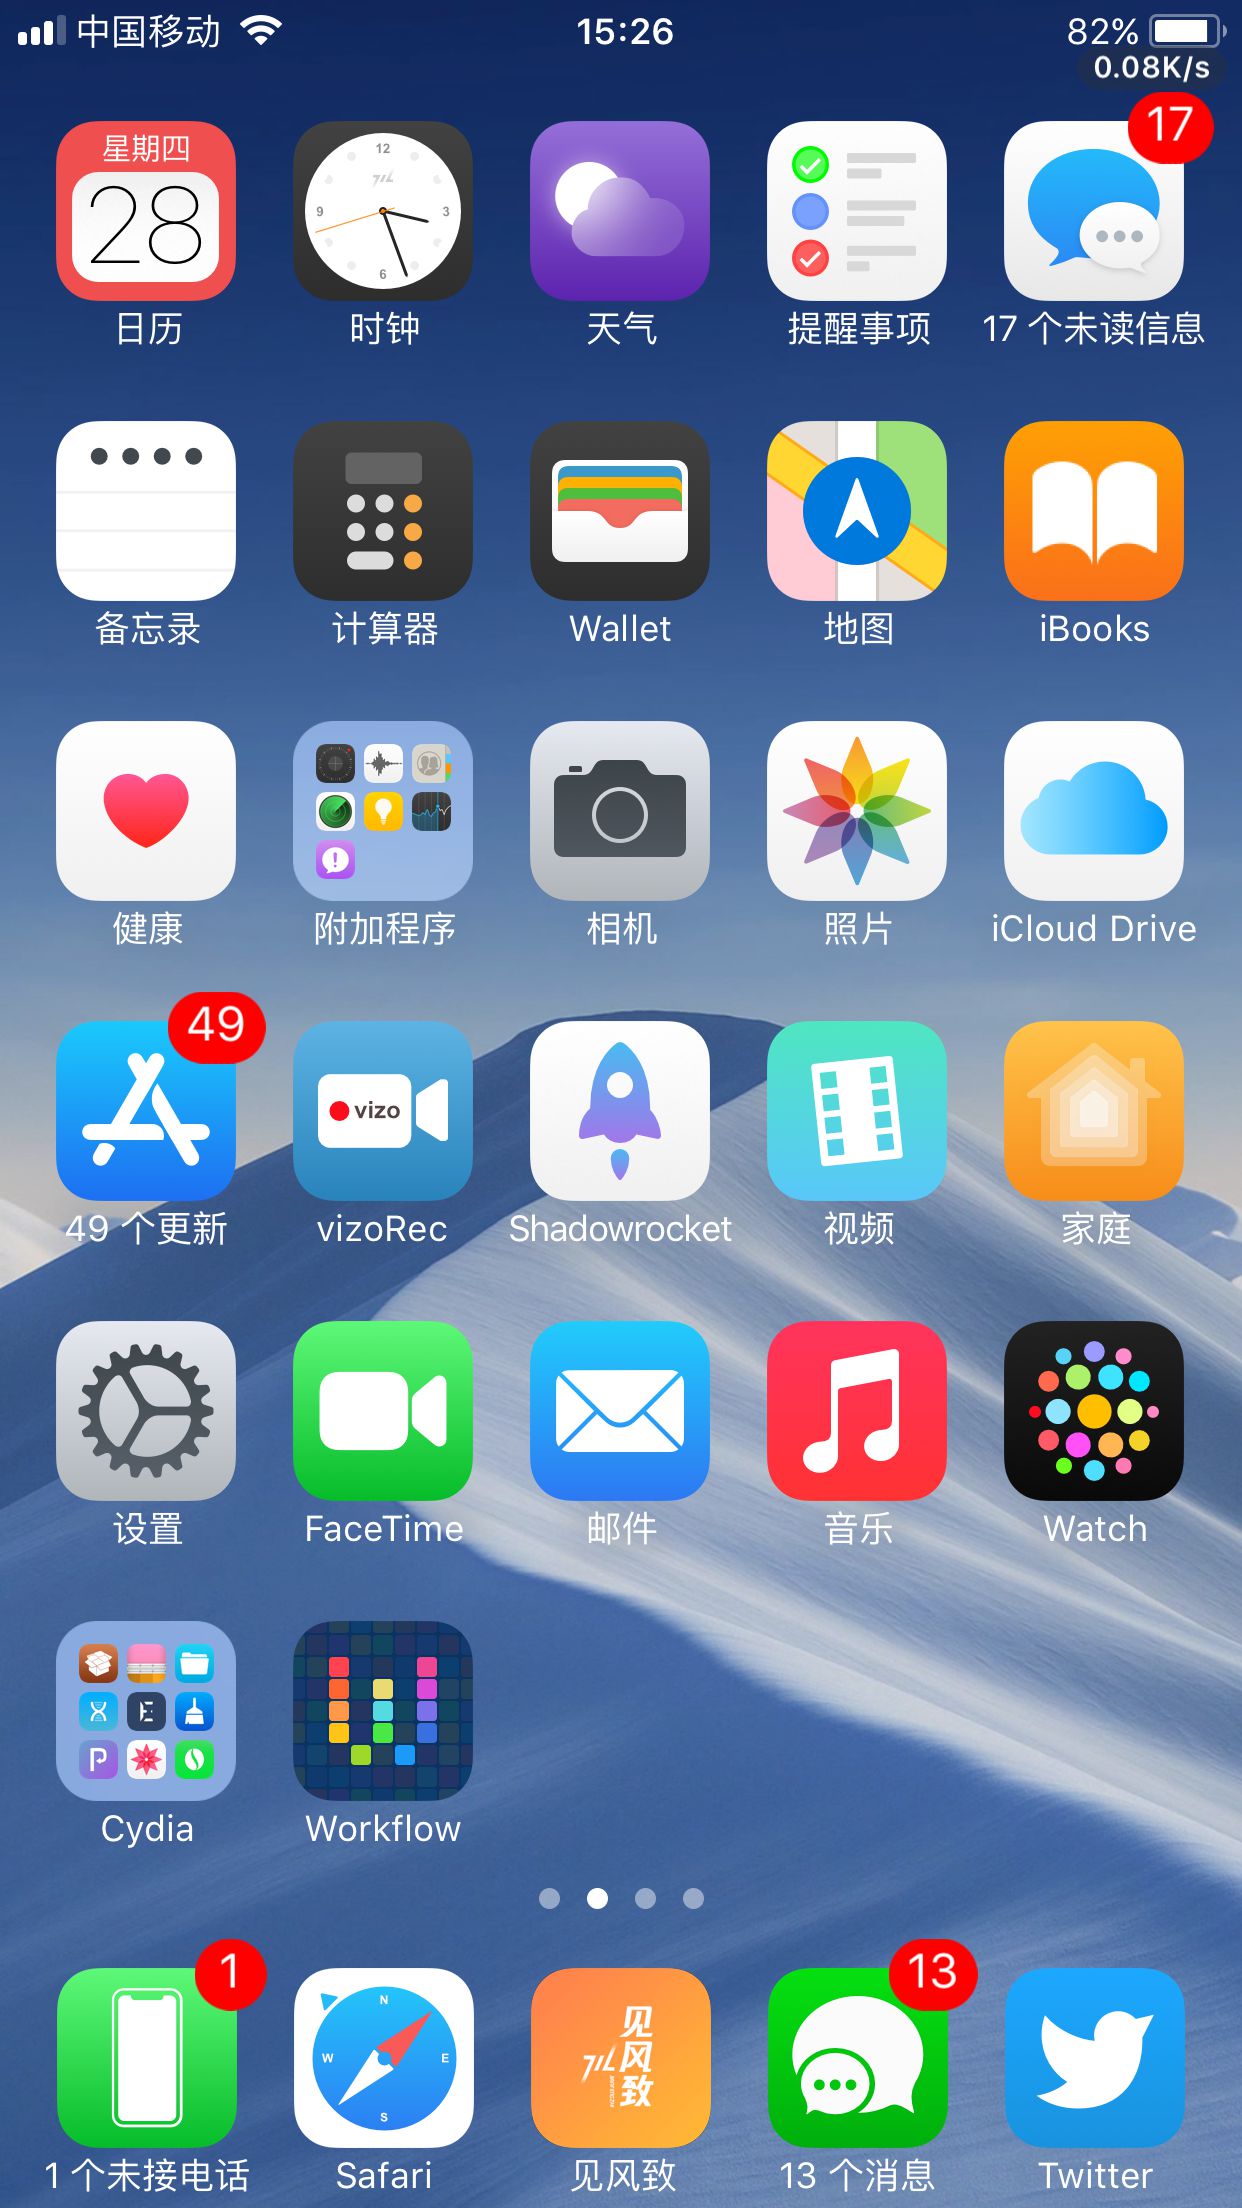 中国移动 15:26 82%
0.08K/s
星期四
28
12
3
6
9
17
日历 时钟 天气 提醒事项 17 个未读信息
备忘录 计算器 Wallet 地图 iBooks
健康 附加程序 相机 照片 iCloud Drive
49
vizo
49 个更新 vizoRec Shadowrocket 视频 家庭
设置 FaceTime 邮件 音乐 Watch
Cydia Workflow
1
N
W E
S
见风致
13
1 个未接电话 Safari 见风致 13 个消息 Twitter